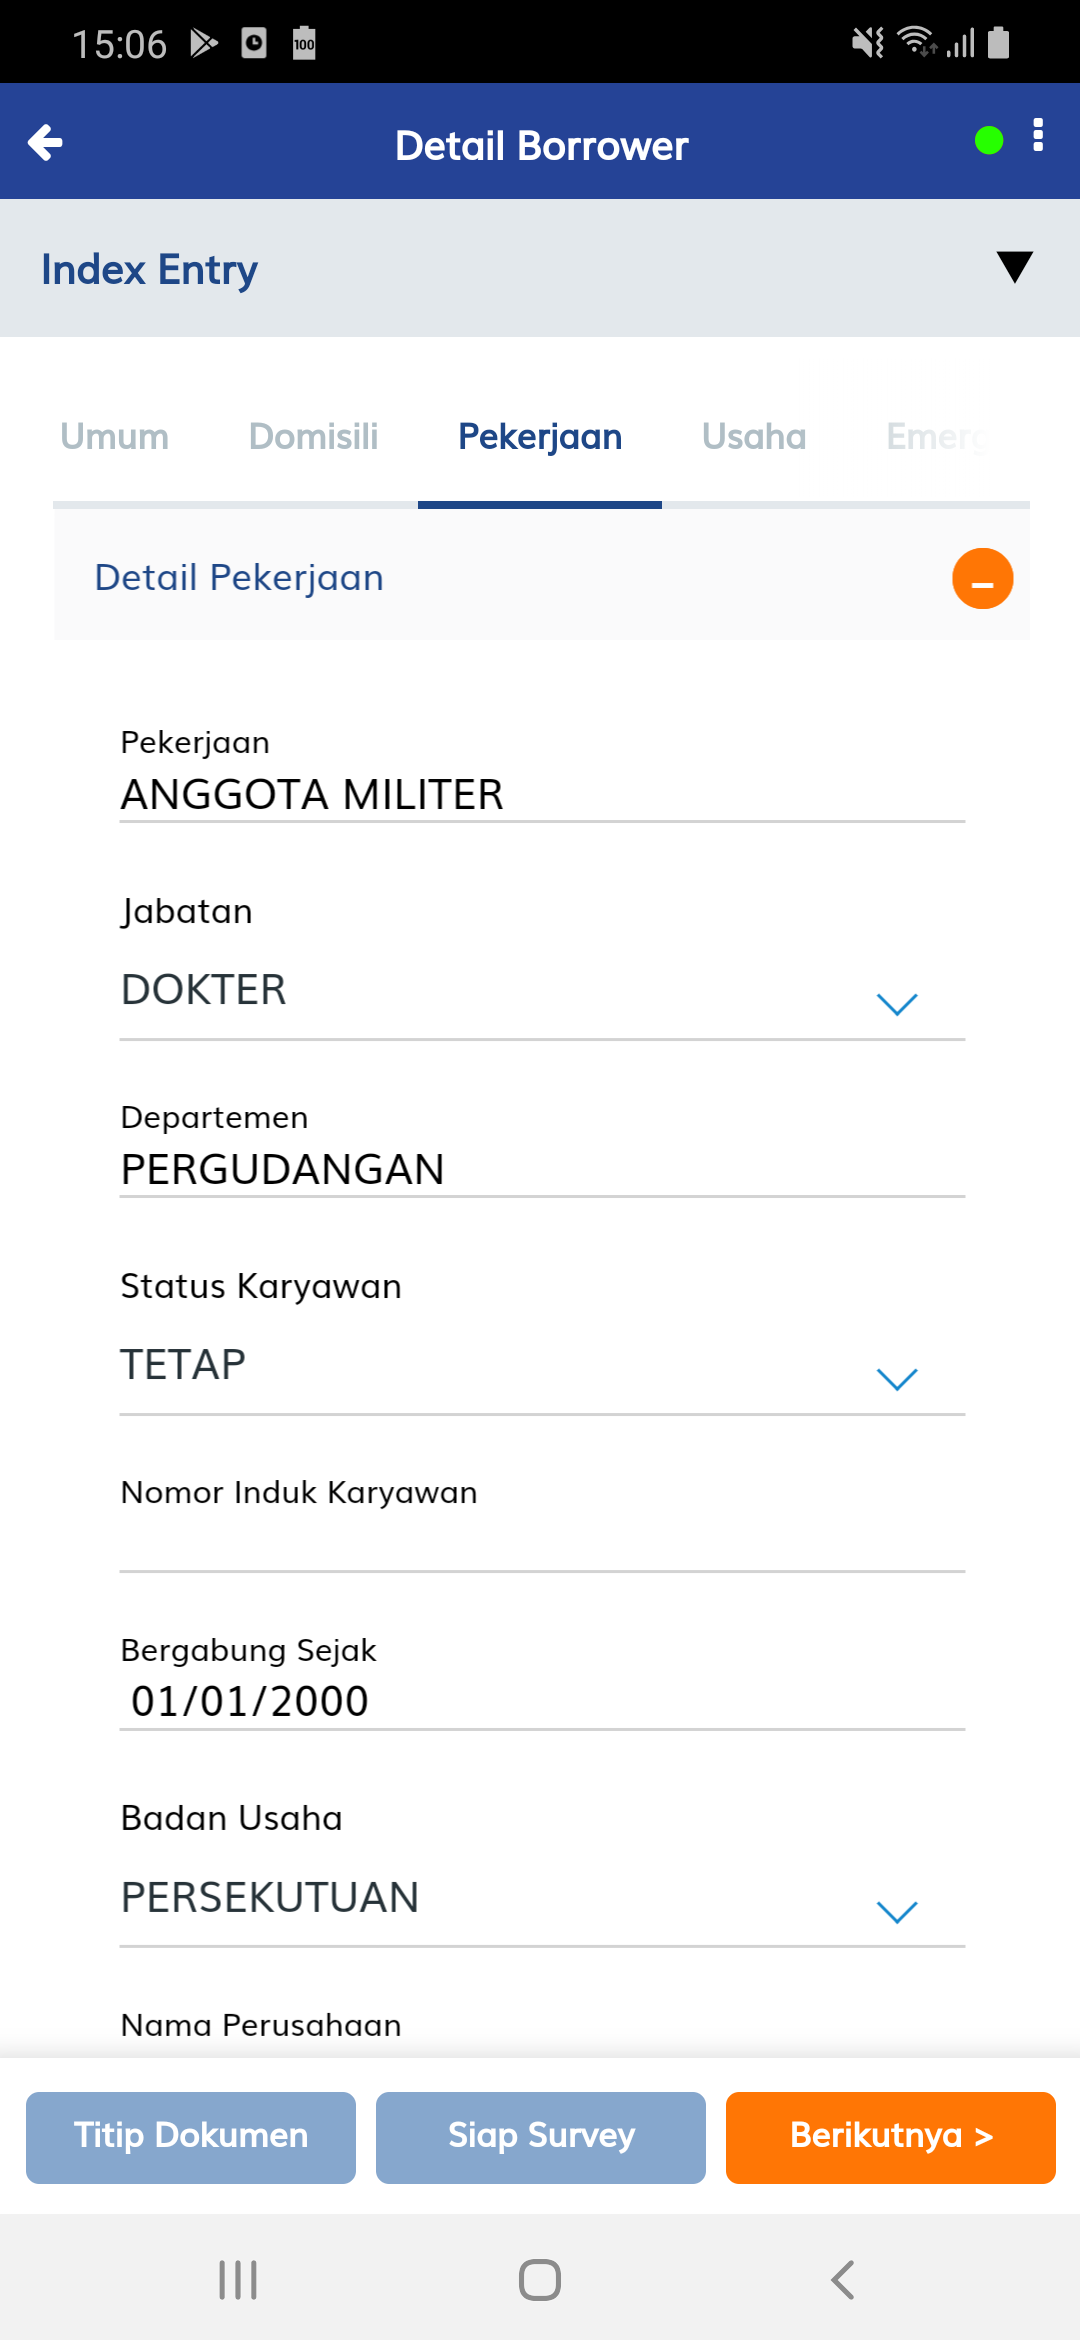 15:06
100
Detail Borrower
Index Entry
Umum Domisili Pekerjaan Usaha Emerg
Detail Pekerjaan
Pekerjaan
ANGGOTA MILITER
Jabatan
DOKTER
Departemen
PERGUDANGAN
Status Karyawan
TETAP
Nomor Induk Karyawan
Bergabung Sejak
01/01/2000
Badan Usaha
PERSEKUTUAN
Nama Perusahaan
Titip Dokumen Siap Survey Berikutnya >